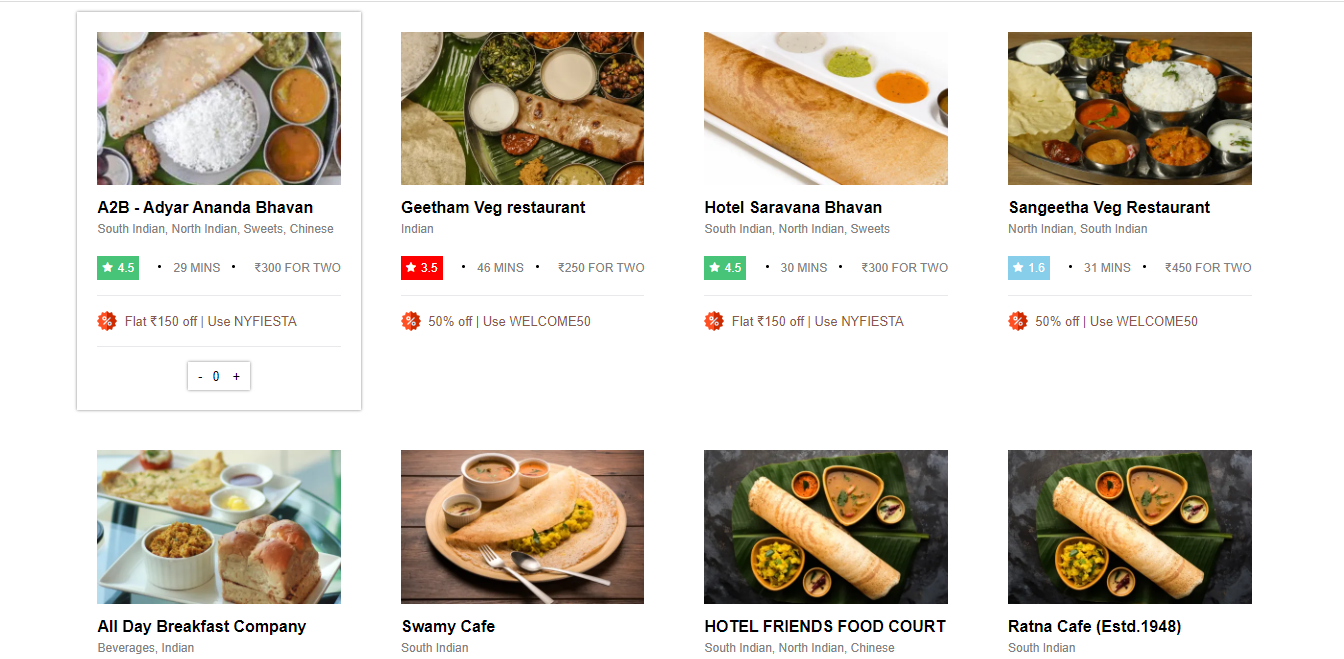 A2B - Adyar Ananda Bhavan
South Indian, North Indian, Sweets, Chinese
★ 4.5 • 29 MINS • ₹300 FOR TWO
% Flat ₹150 off | Use NYFIESTA
- 0 +
Geetham Veg restaurant
Indian
★ 3.5 • 46 MINS • ₹250 FOR TWO
% 50% off | Use WELCOME50
Hotel Saravana Bhavan
South Indian, North Indian, Sweets
★ 4.5 • 30 MINS • ₹300 FOR TWO
% Flat ₹150 off | Use NYFIESTA
Sangeetha Veg Restaurant
North Indian, South Indian
★ 1.6 • 31 MINS • ₹450 FOR TWO
% 50% off | Use WELCOME50
All Day Breakfast Company
Beverages, Indian
Swamy Cafe
South Indian
HOTEL FRIENDS FOOD COURT
South Indian, North Indian, Chinese
Ratna Cafe (Estd.1948)
South Indian